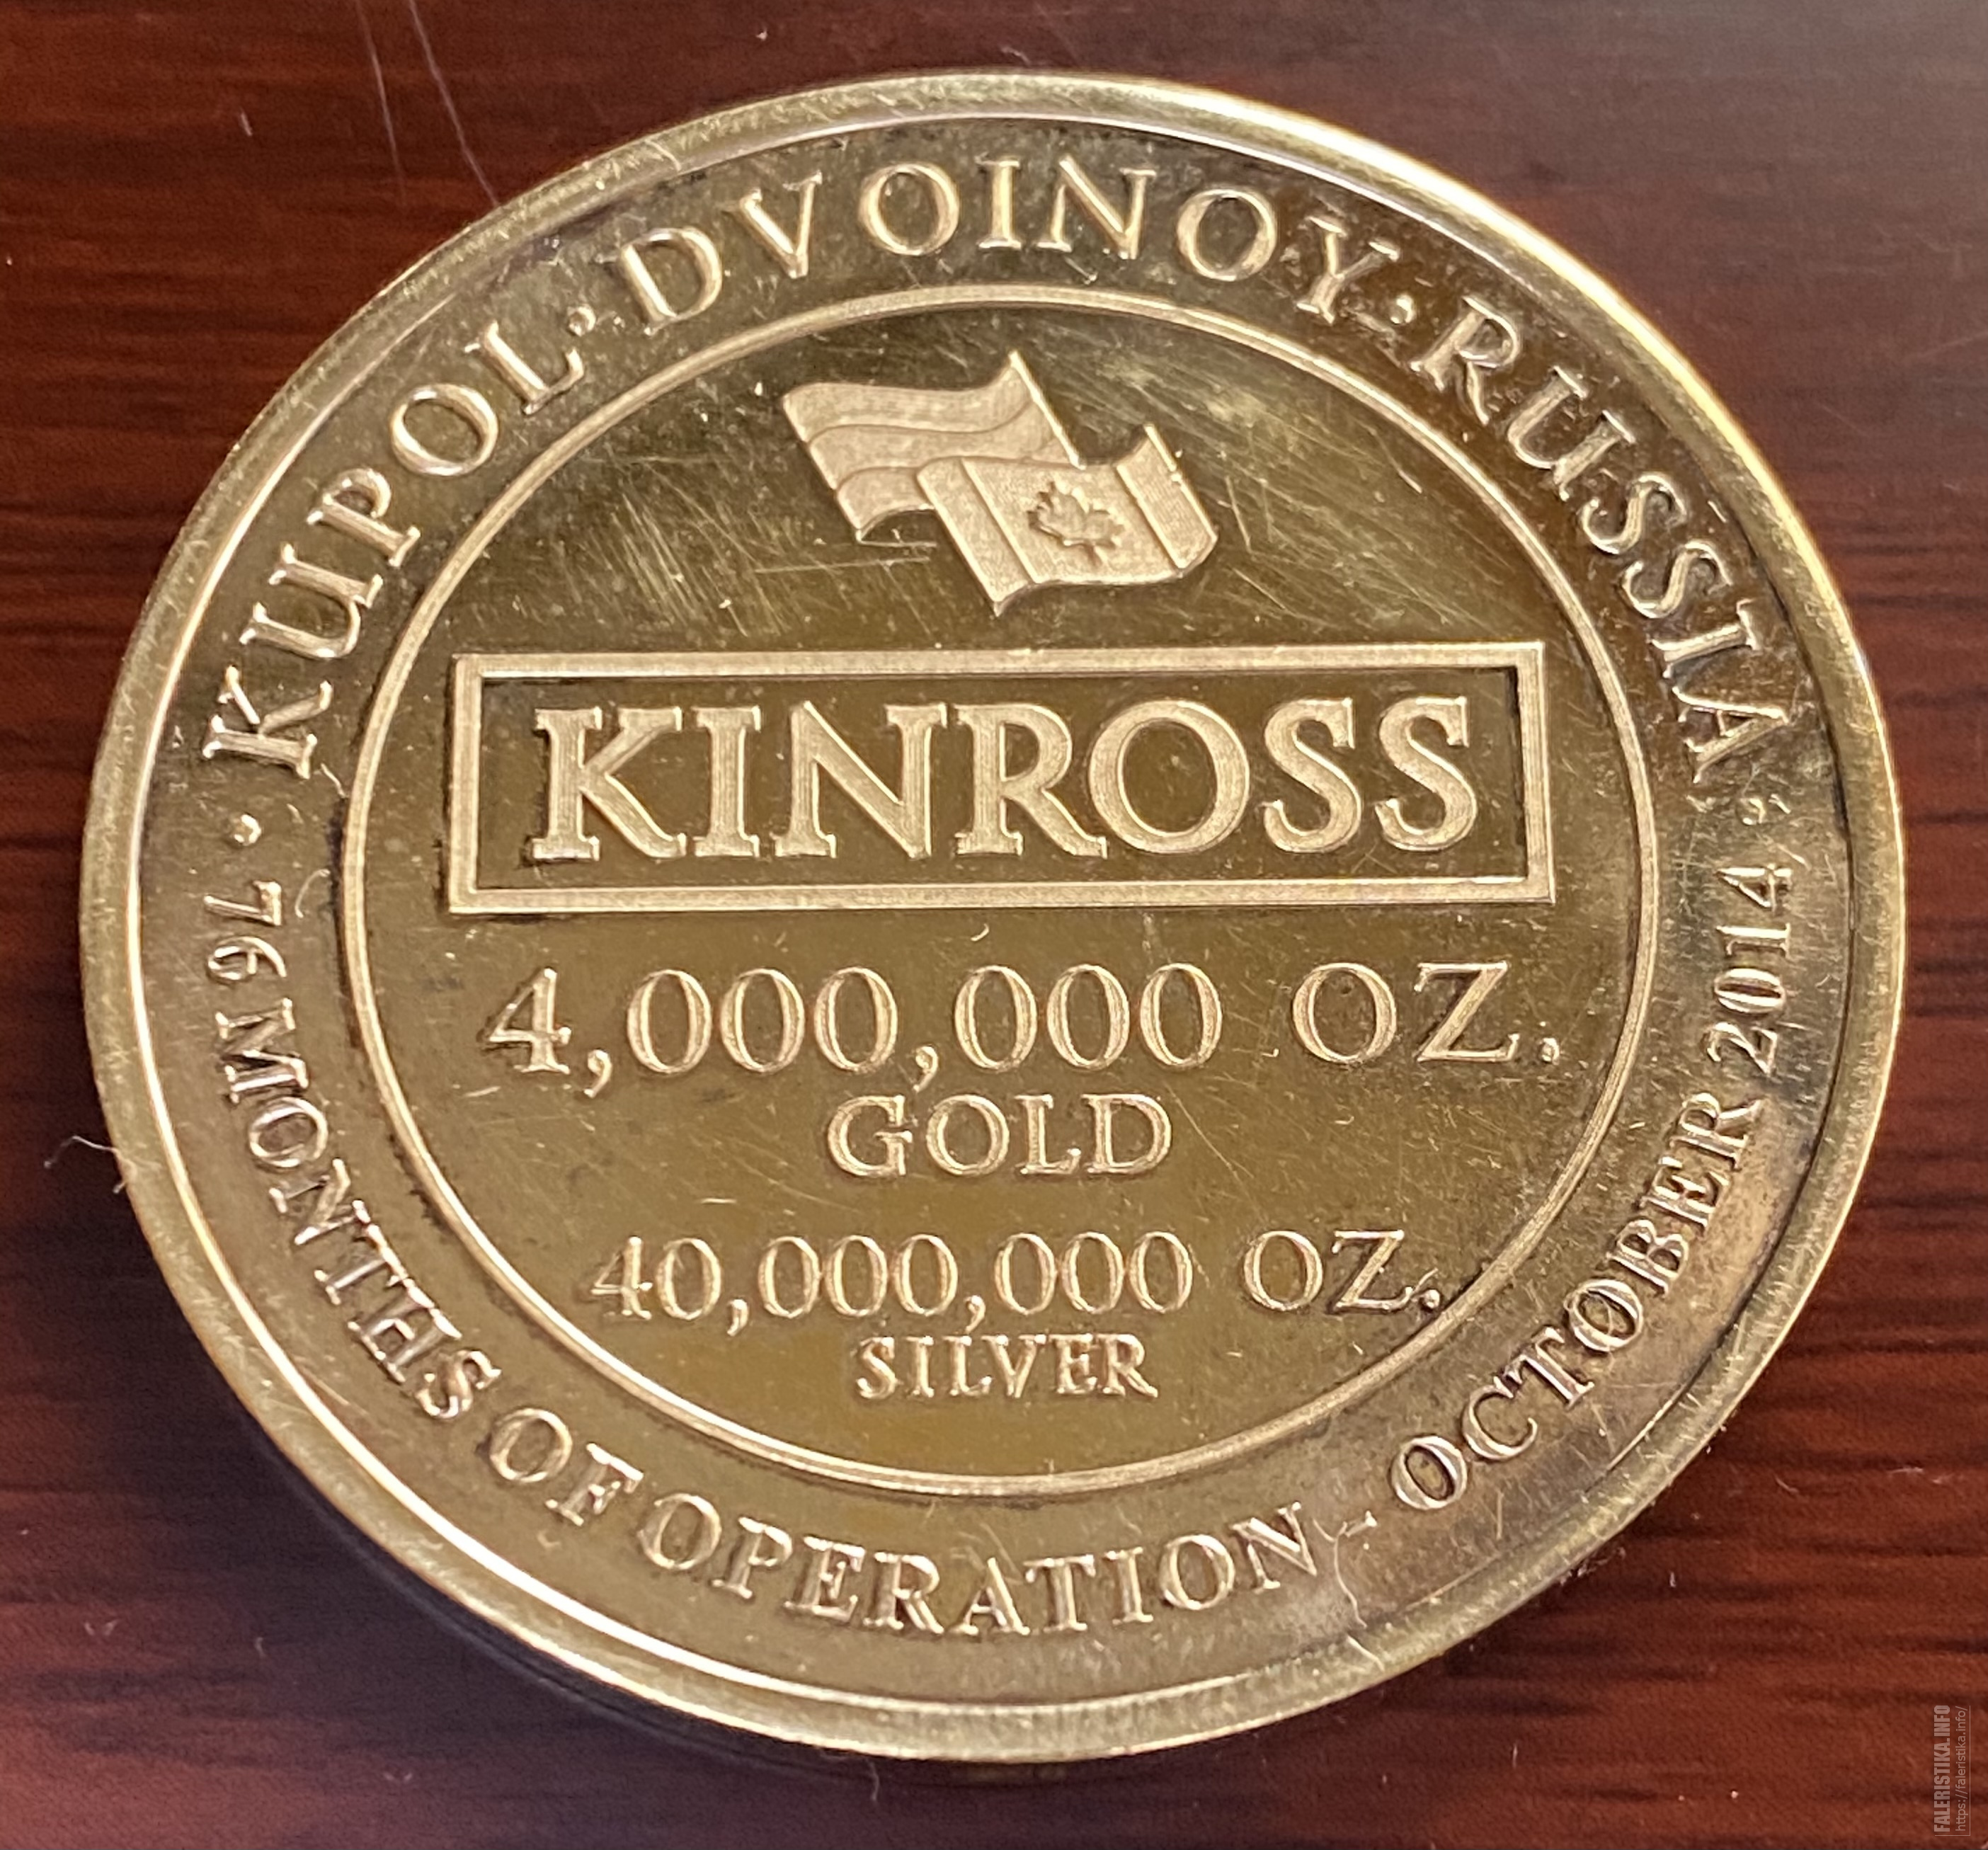 · KUPOL · DVOINOY · RUSSIA ·
KINROSS
4,000,000 OZ.
GOLD
40,000,000 OZ.
SILVER
76 MONTHS OF OPERATION - OCTOBER 2014
FALERISTIKA.INFO
https://faleristika.info/